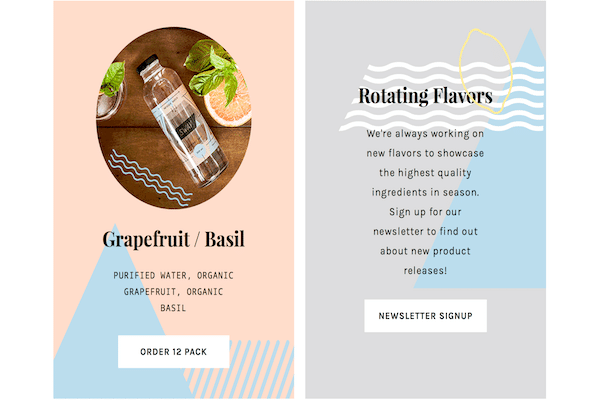 Grapefruit / Basil
PURIFIED WATER, ORGANIC
GRAPEFRUIT, ORGANIC
BASIL
ORDER 12 PACK
Rotating Flavors
We're always working on
new flavors to showcase
the highest quality
ingredients in season.
Sign up for our
newsletter to find out
about new product
releases!
NEWSLETTER SIGNUP